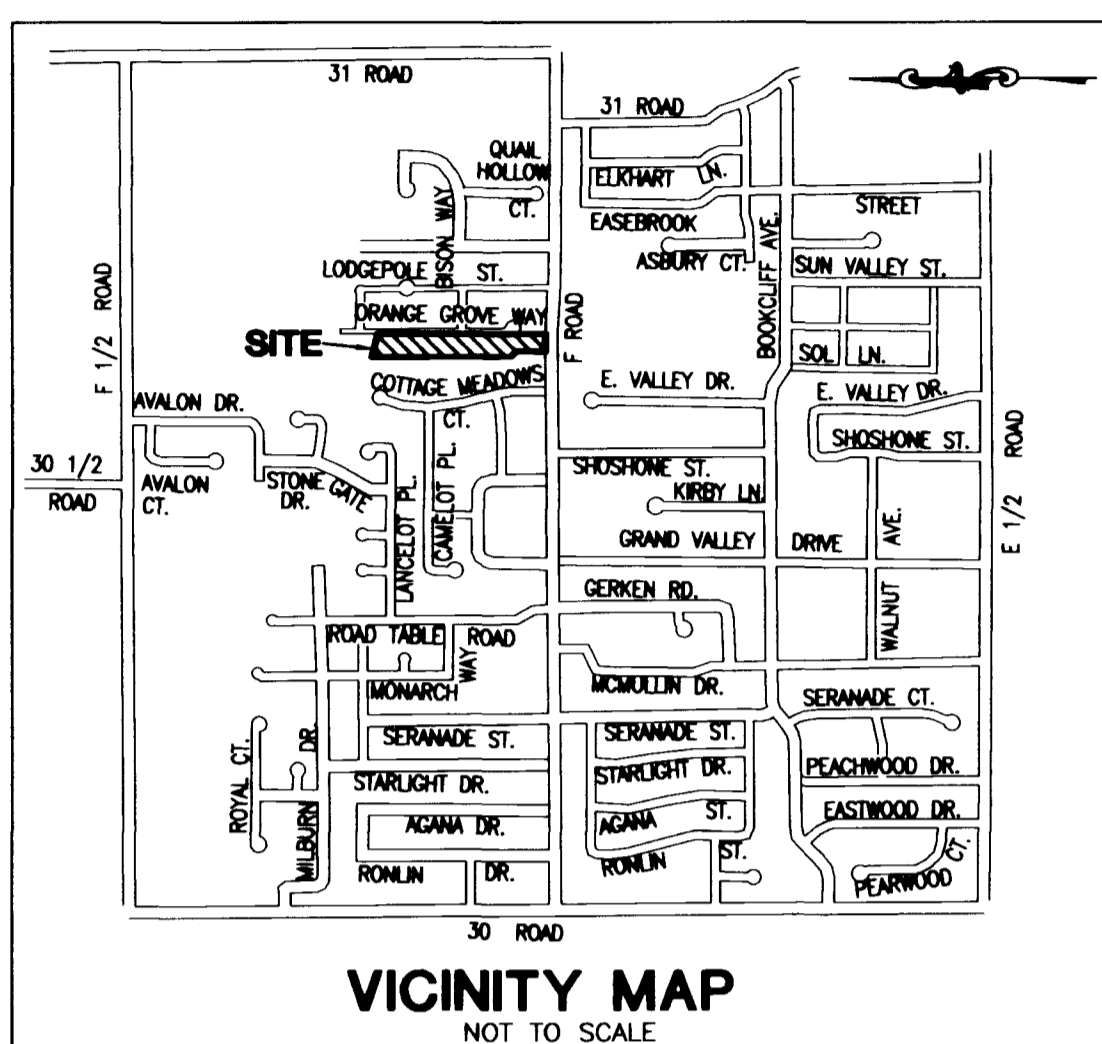 31 ROAD
31 ROAD
QUAIL
HOLLOW
CT.
BISON WAY
ELKHART LN.
EASEBROOK
STREET
ASBURY CT.
BOOKCLIFF AVE.
SUN VALLEY ST.
LODGEPOLE ST.
ORANGE GROVE WAY
SITE
F 1/2 ROAD
F ROAD
SOL LN.
COTTAGE MEADOWS
CT.
E. VALLEY DR.
E. VALLEY DR.
AVALON DR.
SHOSHONE ST.
30 1/2
ROAD
AVALON
CT.
STONE GATE
DR.
LANCELOT PL.
CAMELOT PL.
SHOSHONE ST.
KIRBY LN.
GRAND VALLEY DRIVE
WALNUT AVE.
E 1/2 ROAD
GERKEN RD.
ROAD TABLE ROAD
MONARCH WAY
MCMULLIN DR.
SERANADE CT.
SERANADE ST.
SERANADE ST.
ROYAL CT.
MILBURN DR.
STARLIGHT DR.
STARLIGHT DR.
PEACHWOOD DR.
AGANA DR.
AGANA ST.
EASTWOOD DR.
RONLIN DR.
RONLIN ST.
PEARWOOD CT.
30 ROAD
VICINITY MAP
NOT TO SCALE